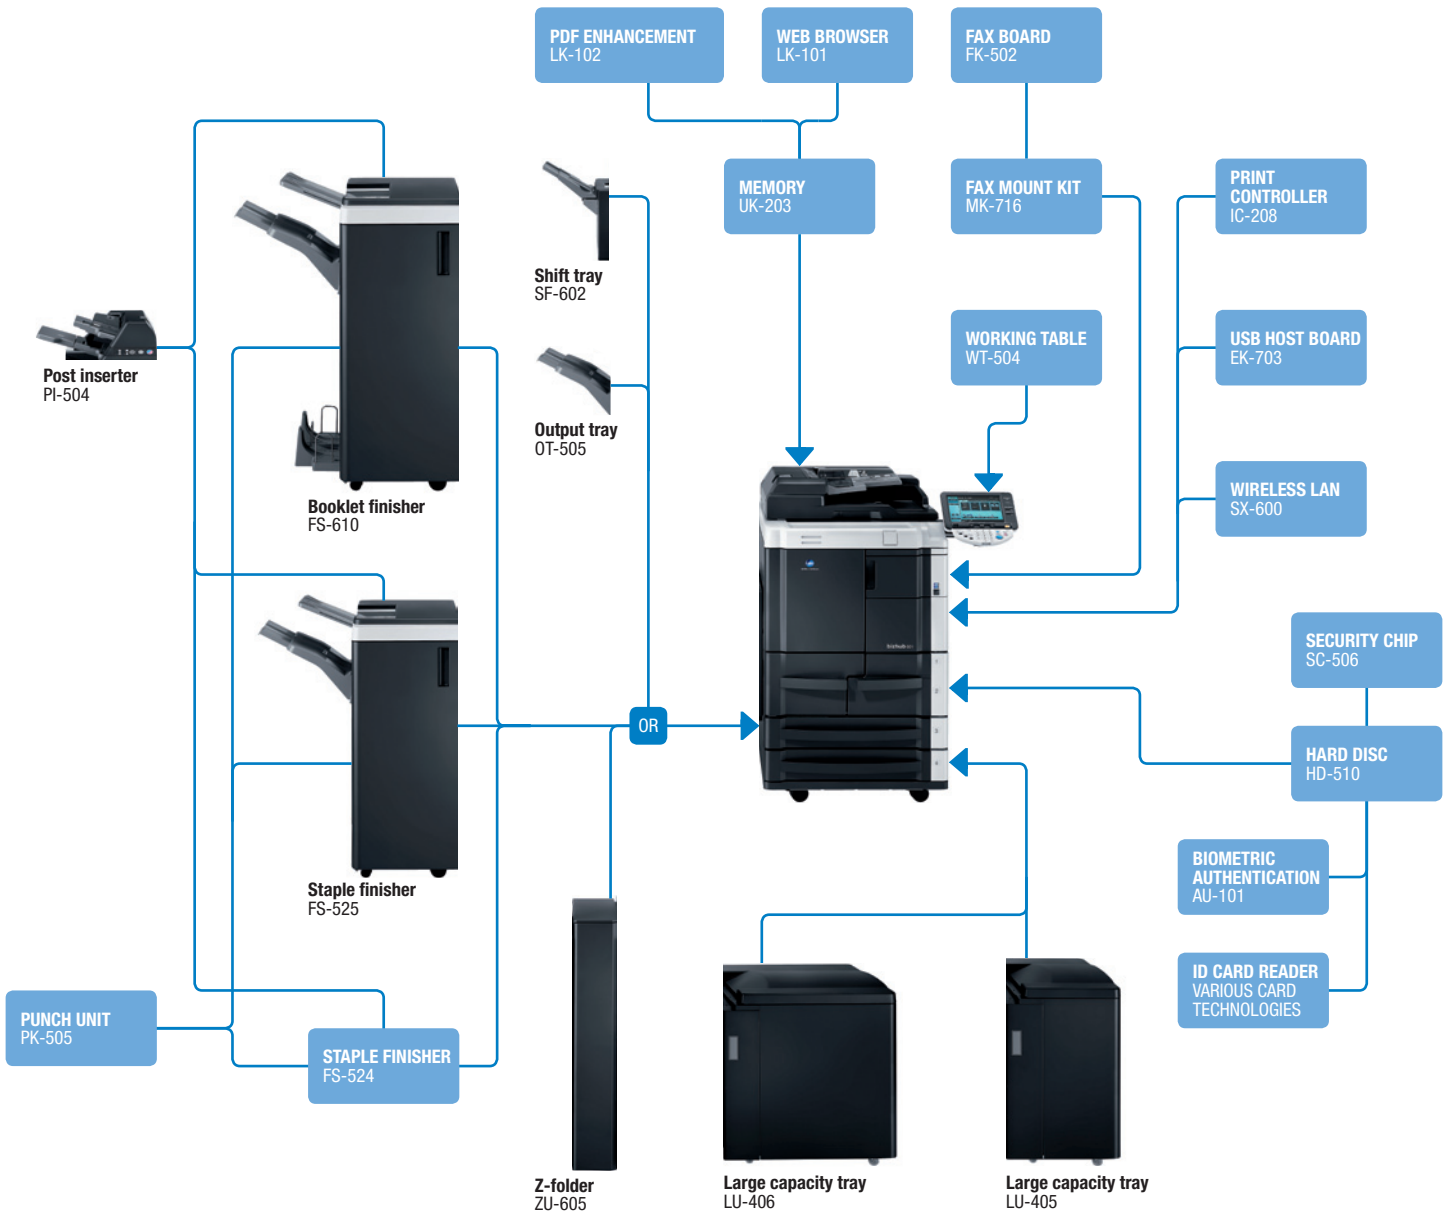 PDF ENHANCEMENT
LK-102
WEB BROWSER
LK-101
FAX BOARD
FK-502
MEMORY
UK-203
FAX MOUNT KIT
MK-716
PRINT
CONTROLLER
IC-208
Shift tray
SF-602
Post inserter
PI-504
WORKING TABLE
WT-504
USB HOST BOARD
EK-703
Output tray
OT-505
Booklet finisher
FS-610
WIRELESS LAN
SX-600
SECURITY CHIP
SC-506
OR
HARD DISC
HD-510
Staple finisher
FS-525
BIOMETRIC
AUTHENTICATION
AU-101
ID CARD READER
VARIOUS CARD
TECHNOLOGIES
PUNCH UNIT
PK-505
STAPLE FINISHER
FS-524
Z-folder
ZU-605
Large capacity tray
LU-406
Large capacity tray
LU-405